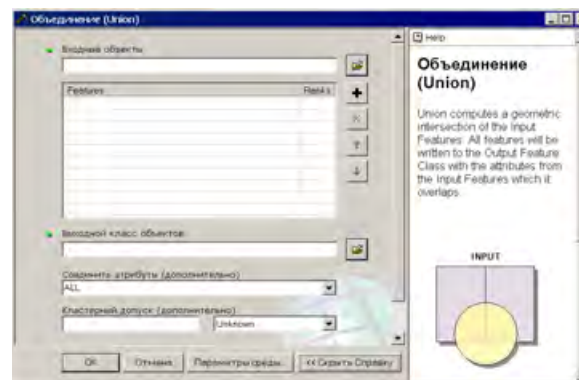 Объединение (Union)
Входные объекты
Features Ranks
Выходной класс объектов
Соединить атрибуты (дополнительно)
ALL
Кластерный допуск (дополнительно)
Unknown
OK Отмена Параметры среды... << Скрыть Справку
Help
Объединение
(Union)
Union computes a geometric
intersection of the Input
Features. All features will be
written to the Output Feature
Class with the attributes from
the Input Features which it
overlaps.
INPUT